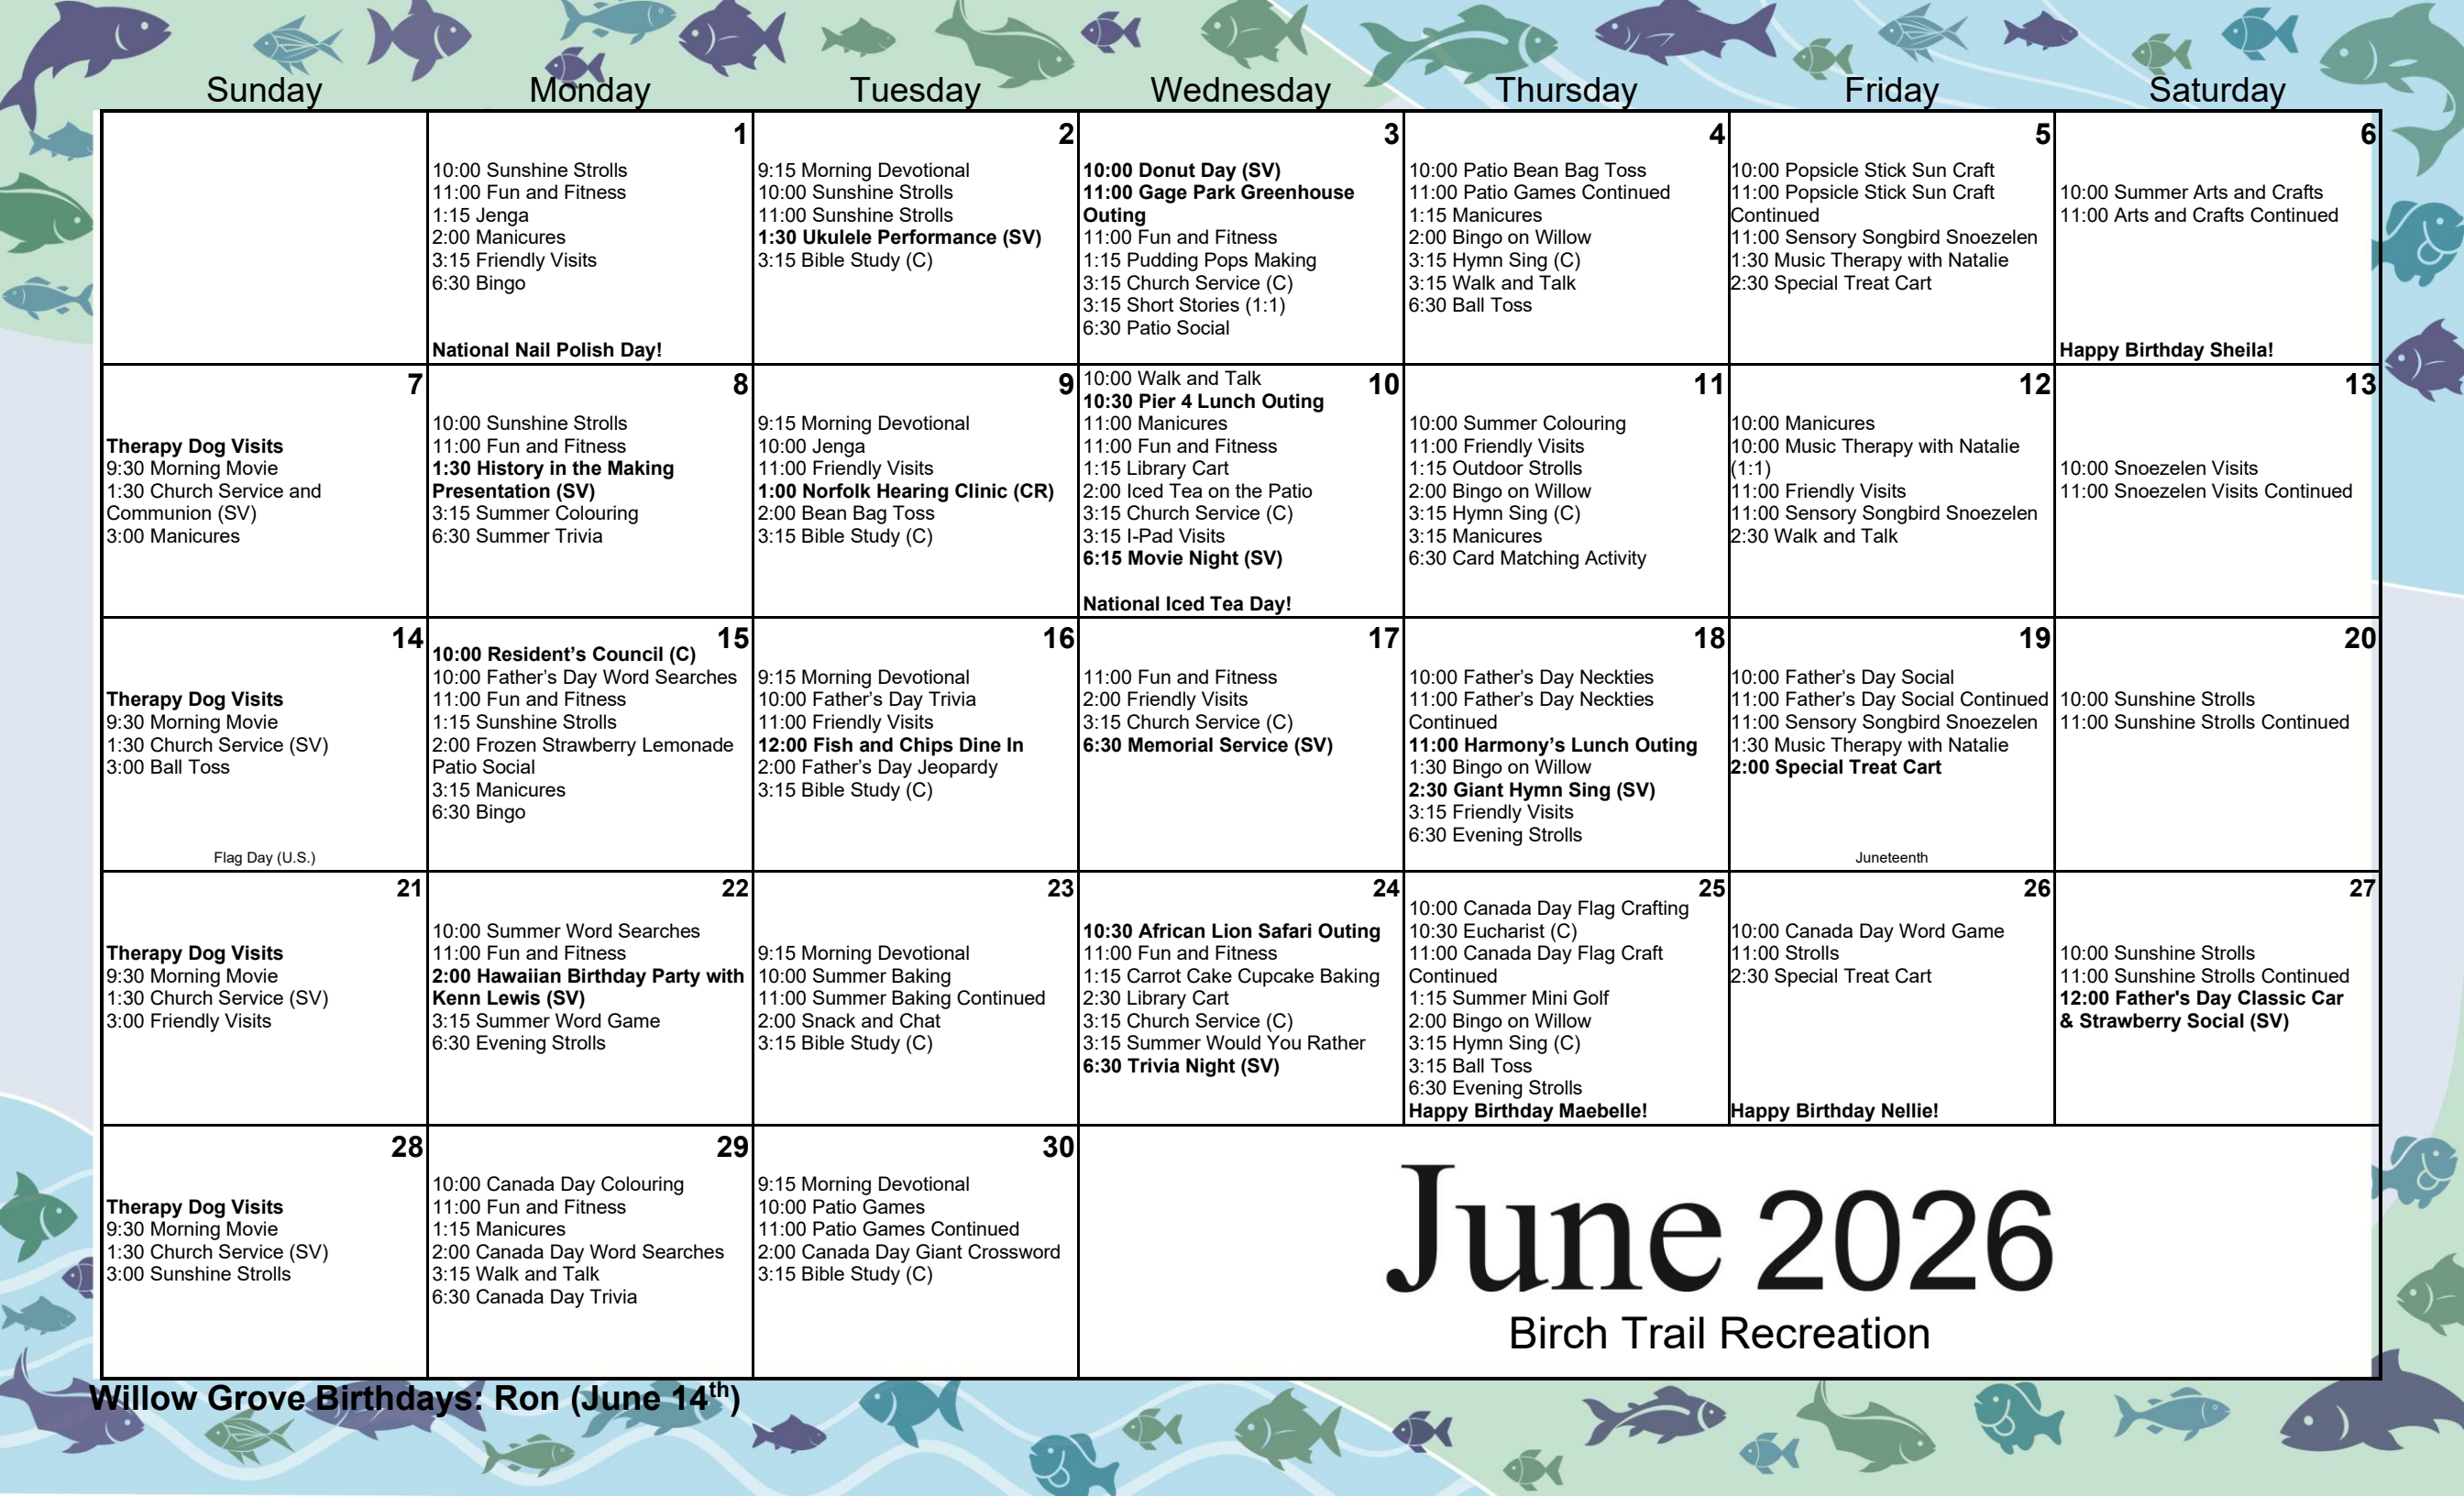 Sunday
Monday
Tuesday
Wednesday
Thursday
Friday
Saturday
1
10:00 Sunshine Strolls
11:00 Fun and Fitness
1:15 Jenga
2:00 Manicures
3:15 Friendly Visits
6:30 Bingo
National Nail Polish Day!
2
9:15 Morning Devotional
10:00 Sunshine Strolls
11:00 Sunshine Strolls
1:30 Ukulele Performance (SV)
3:15 Bible Study (C)
3
10:00 Donut Day (SV)
11:00 Gage Park Greenhouse
Outing
11:00 Fun and Fitness
1:15 Pudding Pops Making
3:15 Church Service (C)
3:15 Short Stories (1:1)
6:30 Patio Social
4
10:00 Patio Bean Bag Toss
11:00 Patio Games Continued
1:15 Manicures
2:00 Bingo on Willow
3:15 Hymn Sing (C)
3:15 Walk and Talk
6:30 Ball Toss
5
10:00 Popsicle Stick Sun Craft
11:00 Popsicle Stick Sun Craft
Continued
11:00 Sensory Songbird Snoezelen
1:30 Music Therapy with Natalie
2:30 Special Treat Cart
6
10:00 Summer Arts and Crafts
11:00 Arts and Crafts Continued
Happy Birthday Sheila!
7
Therapy Dog Visits
9:30 Morning Movie
1:30 Church Service and
Communion (SV)
3:00 Manicures
8
10:00 Sunshine Strolls
11:00 Fun and Fitness
1:30 History in the Making
Presentation (SV)
3:15 Summer Colouring
6:30 Summer Trivia
9
9:15 Morning Devotional
10:00 Jenga
11:00 Friendly Visits
1:00 Norfolk Hearing Clinic (CR)
2:00 Bean Bag Toss
3:15 Bible Study (C)
10
10:00 Walk and Talk
10:30 Pier 4 Lunch Outing
11:00 Manicures
11:00 Fun and Fitness
1:15 Library Cart
2:00 Iced Tea on the Patio
3:15 Church Service (C)
3:15 I-Pad Visits
6:15 Movie Night (SV)
National Iced Tea Day!
11
10:00 Summer Colouring
11:00 Friendly Visits
1:15 Outdoor Strolls
2:00 Bingo on Willow
3:15 Hymn Sing (C)
3:15 Manicures
6:30 Card Matching Activity
12
10:00 Manicures
10:00 Music Therapy with Natalie
(1:1)
11:00 Friendly Visits
11:00 Sensory Songbird Snoezelen
2:30 Walk and Talk
13
10:00 Snoezelen Visits
11:00 Snoezelen Visits Continued
14
Therapy Dog Visits
9:30 Morning Movie
1:30 Church Service (SV)
3:00 Ball Toss
Flag Day (U.S.)
15
10:00 Resident’s Council (C)
10:00 Father’s Day Word Searches
11:00 Fun and Fitness
1:15 Sunshine Strolls
2:00 Frozen Strawberry Lemonade
Patio Social
3:15 Manicures
6:30 Bingo
16
9:15 Morning Devotional
10:00 Father’s Day Trivia
11:00 Friendly Visits
12:00 Fish and Chips Dine In
2:00 Father’s Day Jeopardy
3:15 Bible Study (C)
17
11:00 Fun and Fitness
2:00 Friendly Visits
3:15 Church Service (C)
6:30 Memorial Service (SV)
18
10:00 Father’s Day Neckties
11:00 Father’s Day Neckties
Continued
11:00 Harmony’s Lunch Outing
1:30 Bingo on Willow
2:30 Giant Hymn Sing (SV)
3:15 Friendly Visits
6:30 Evening Strolls
19
10:00 Father’s Day Social
11:00 Father’s Day Social Continued
11:00 Sensory Songbird Snoezelen
1:30 Music Therapy with Natalie
2:00 Special Treat Cart
Juneteenth
20
10:00 Sunshine Strolls
11:00 Sunshine Strolls Continued
21
Therapy Dog Visits
9:30 Morning Movie
1:30 Church Service (SV)
3:00 Friendly Visits
22
10:00 Summer Word Searches
11:00 Fun and Fitness
2:00 Hawaiian Birthday Party with
Kenn Lewis (SV)
3:15 Summer Word Game
6:30 Evening Strolls
23
9:15 Morning Devotional
10:00 Summer Baking
11:00 Summer Baking Continued
2:00 Snack and Chat
3:15 Bible Study (C)
24
10:30 African Lion Safari Outing
11:00 Fun and Fitness
1:15 Carrot Cake Cupcake Baking
2:30 Library Cart
3:15 Church Service (C)
3:15 Summer Would You Rather
6:30 Trivia Night (SV)
25
10:00 Canada Day Flag Crafting
10:30 Eucharist (C)
11:00 Canada Day Flag Craft
Continued
1:15 Summer Mini Golf
2:00 Bingo on Willow
3:15 Hymn Sing (C)
3:15 Ball Toss
6:30 Evening Strolls
Happy Birthday Maebelle!
26
10:00 Canada Day Word Game
11:00 Strolls
2:30 Special Treat Cart
Happy Birthday Nellie!
27
10:00 Sunshine Strolls
11:00 Sunshine Strolls Continued
12:00 Father's Day Classic Car
& Strawberry Social (SV)
28
Therapy Dog Visits
9:30 Morning Movie
1:30 Church Service (SV)
3:00 Sunshine Strolls
29
10:00 Canada Day Colouring
11:00 Fun and Fitness
1:15 Manicures
2:00 Canada Day Word Searches
3:15 Walk and Talk
6:30 Canada Day Trivia
30
9:15 Morning Devotional
10:00 Patio Games
11:00 Patio Games Continued
2:00 Canada Day Giant Crossword
3:15 Bible Study (C)
June 2026
Birch Trail Recreation
Willow Grove Birthdays: Ron (June 14th)